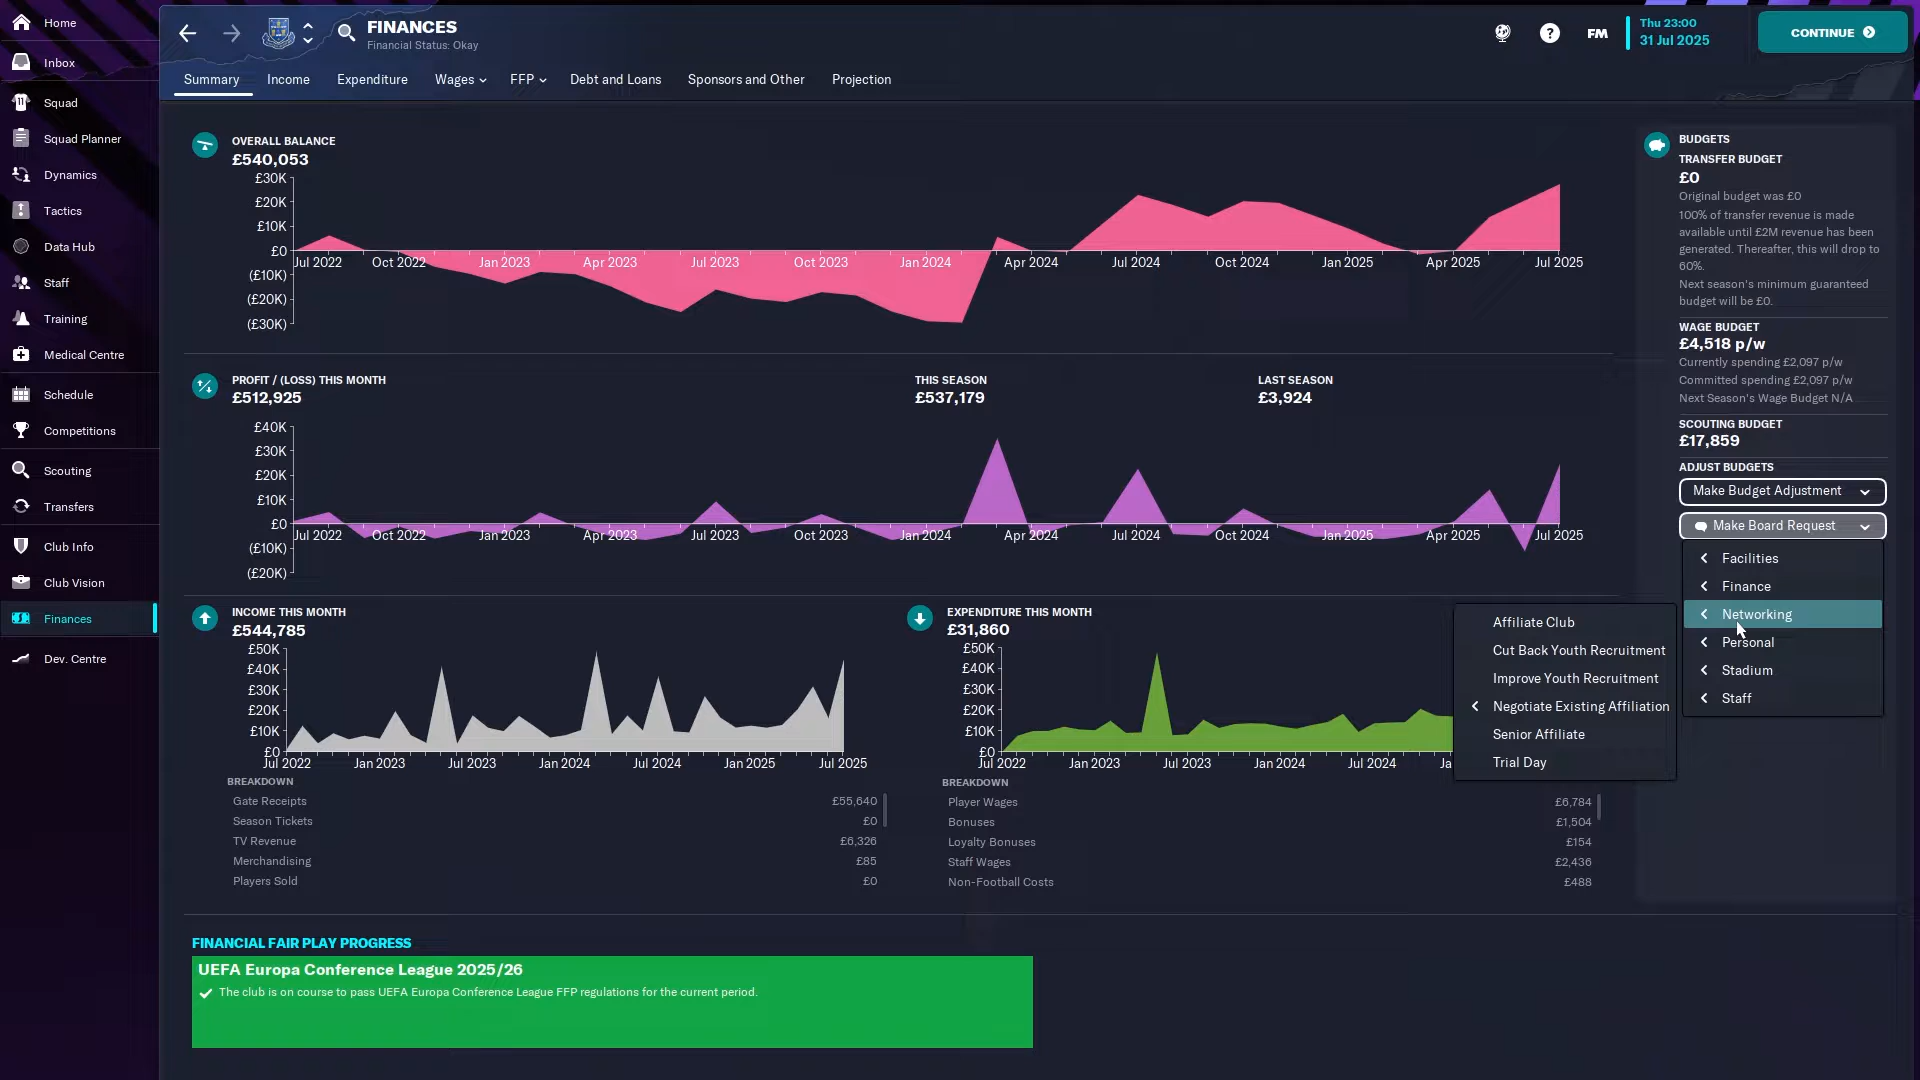 Home
Inbox
Squad
Squad Planner
Dynamics
Tactics
Data Hub
Staff
Training
Medical Centre
Schedule
Competitions
Scouting
Transfers
Club Info
Club Vision
Finances
Dev. Centre
FINANCES
Financial Status: Okay
FM
Thu 23:00
31 Jul 2025
CONTINUE
Summary Income Expenditure Wages FFP Debt and Loans Sponsors and Other Projection
OVERALL BALANCE
£540,053
£30K
£20K
£10K
£0
(£10K)
(£20K)
(£30K)
Jul 2022 Oct 2022 Jan 2023 Apr 2023 Jul 2023 Oct 2023 Jan 2024 Apr 2024 Jul 2024 Oct 2024 Jan 2025 Apr 2025 Jul 2025
PROFIT / (LOSS) THIS MONTH
£512,925
THIS SEASON
£537,179
LAST SEASON
£3,924
£40K
£30K
£20K
£10K
£0
(£10K)
(£20K)
Jul 2022 Oct 2022 Jan 2023 Apr 2023 Jul 2023 Oct 2023 Jan 2024 Apr 2024 Jul 2024 Oct 2024 Jan 2025 Apr 2025 Jul 2025
INCOME THIS MONTH
£544,785
£50K
£40K
£30K
£20K
£10K
£0
Jul 2022 Jan 2023 Jul 2023 Jan 2024 Jul 2024 Jan 2025 Jul 2025
BREAKDOWN
Gate Receipts £55,640
Season Tickets £0
TV Revenue £6,326
Merchandising £85
Players Sold £0
EXPENDITURE THIS MONTH
£31,860
£50K
£40K
£30K
£20K
£10K
£0
Jul 2022 Jan 2023 Jul 2023 Jan 2024 Jul 2024 Ja
BREAKDOWN
Player Wages £6,784
Bonuses £1,504
Loyalty Bonuses £154
Staff Wages £2,436
Non-Football Costs £488
FINANCIAL FAIR PLAY PROGRESS
UEFA Europa Conference League 2025/26
The club is on course to pass UEFA Europa Conference League FFP regulations for the current period.
BUDGETS
TRANSFER BUDGET
£0
Original budget was £0
100% of transfer revenue is made
available until £2M revenue has been
generated. Thereafter, this will drop to
60%.
Next season's minimum guaranteed
budget will be £0.
WAGE BUDGET
£4,518 p/w
Currently spending £2,097 p/w
Committed spending £2,097 p/w
Next Season's Wage Budget N/A
SCOUTING BUDGET
£17,859
ADJUST BUDGETS
Make Budget Adjustment
Make Board Request
Facilities
Finance
Networking
Personal
Stadium
Staff
Affiliate Club
Cut Back Youth Recruitment
Improve Youth Recruitment
Negotiate Existing Affiliation
Senior Affiliate
Trial Day